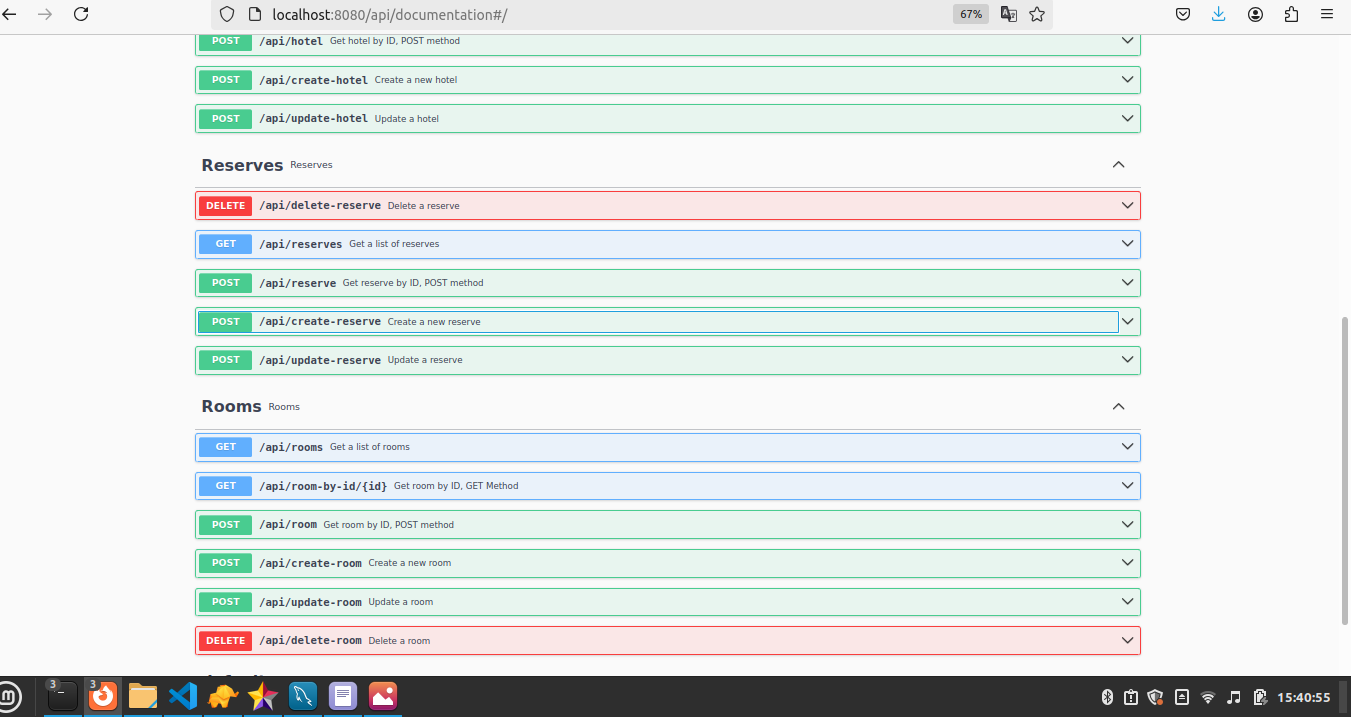 localhost:8080/api/documentation#/ 67%
POST /api/hotel Get hotel by ID, POST method
POST /api/create-hotel Create a new hotel
POST /api/update-hotel Update a hotel
Reserves Reserves
DELETE /api/delete-reserve Delete a reserve
GET /api/reserves Get a list of reserves
POST /api/reserve Get reserve by ID, POST method
POST /api/create-reserve Create a new reserve
POST /api/update-reserve Update a reserve
Rooms Rooms
GET /api/rooms Get a list of rooms
GET /api/room-by-id/{id} Get room by ID, GET Method
POST /api/room Get room by ID, POST method
POST /api/create-room Create a new room
POST /api/update-room Update a room
DELETE /api/delete-room Delete a room
3 3 15:40:55